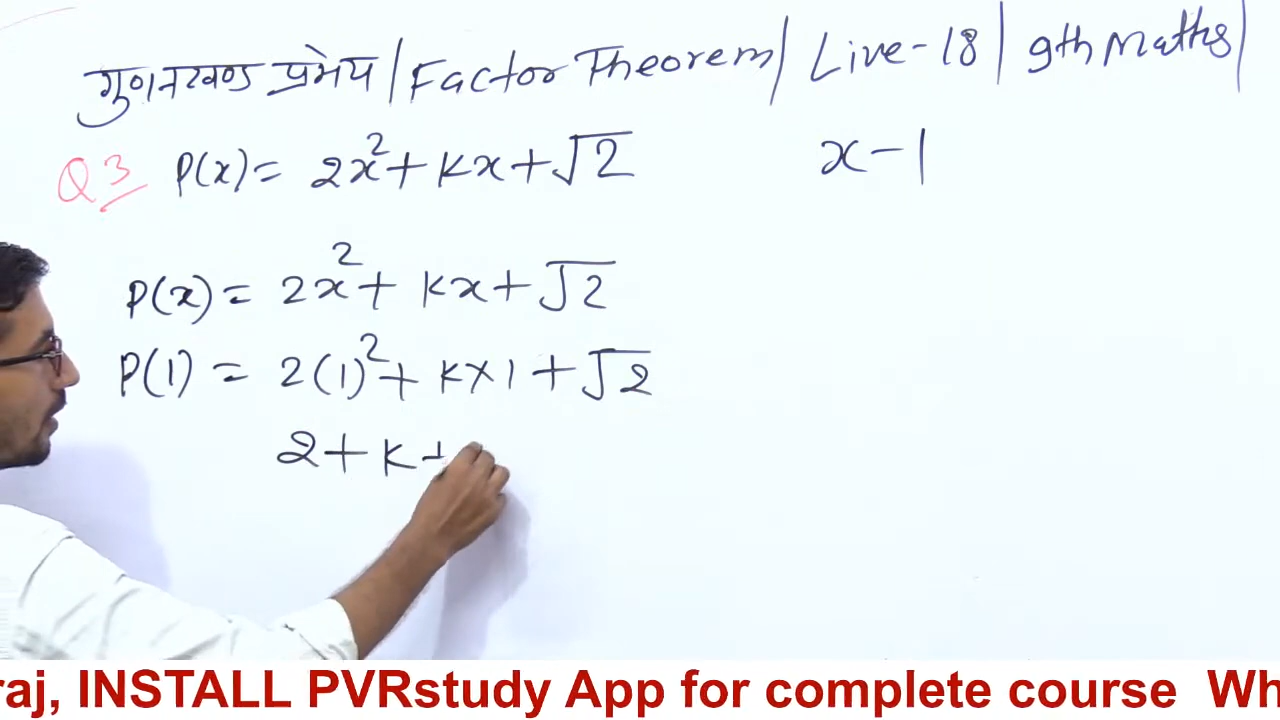 गुणनखण्ड प्रमेय | Factor Theorem | Live-18 | 9th Maths |
Q3 P(x) = 2x² + Kx + √2 x - 1
P(x) = 2x² + Kx + √2
P(1) = 2(1)² + K×1 + √2
2 + K +
raj, INSTALL PVRstudy App for complete course Wh